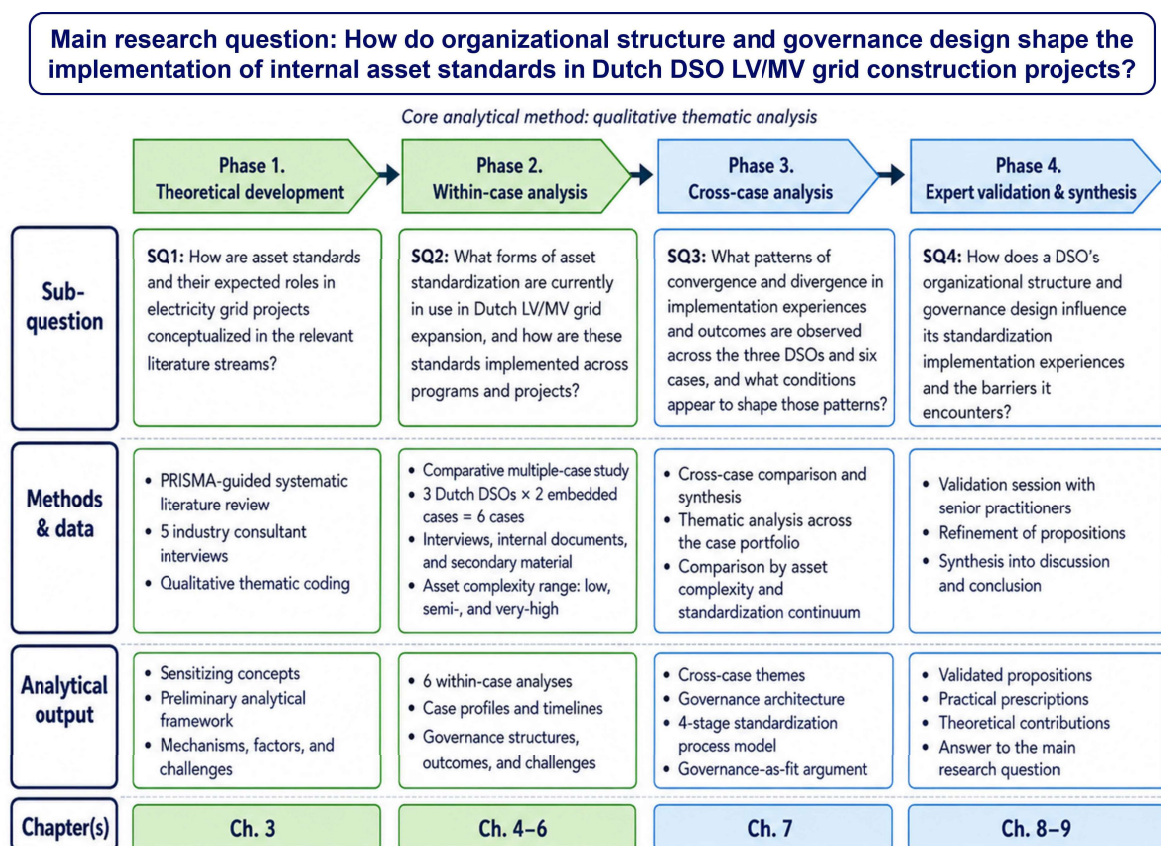 Main research question: How do organizational structure and governance design shape the
implementation of internal asset standards in Dutch DSO LV/MV grid construction projects?
Core analytical method: qualitative thematic analysis
Phase 1.
Theoretical development
Phase 2.
Within-case analysis
Phase 3.
Cross-case analysis
Phase 4.
Expert validation & synthesis
Sub-
question
SQ1: How are asset standards
and their expected roles in
electricity grid projects
conceptualized in the relevant
literature streams?
SQ2: What forms of asset
standardization are currently
in use in Dutch LV/MV grid
expansion, and how are these
standards implemented across
programs and projects?
SQ3: What patterns of
convergence and divergence in
implementation experiences
and outcomes are observed
across the three DSOs and six
cases, and what conditions
appear to shape those patterns?
SQ4: How does a DSO's
organizational structure and
governance design influence
its standardization
implementation experiences
and the barriers it
encounters?
Methods
& data
• PRISMA-guided systematic
literature review
• 5 industry consultant
interviews
• Qualitative thematic coding
• Comparative multiple-case study
• 3 Dutch DSOs × 2 embedded
cases = 6 cases
• Interviews, internal documents,
and secondary material
• Asset complexity range: low,
semi-, and very-high
• Cross-case comparison and
synthesis
• Thematic analysis across
the case portfolio
• Comparison by asset
complexity and
standardization continuum
• Validation session with
senior practitioners
• Refinement of propositions
• Synthesis into discussion
and conclusion
Analytical
output
• Sensitizing concepts
• Preliminary analytical
framework
• Mechanisms, factors, and
challenges
• 6 within-case analyses
• Case profiles and timelines
• Governance structures,
outcomes, and challenges
• Cross-case themes
• Governance architecture
• 4-stage standardization
process model
• Governance-as-fit argument
• Validated propositions
• Practical prescriptions
• Theoretical contributions
• Answer to the main
research question
Chapter(s)
Ch. 3
Ch. 4–6
Ch. 7
Ch. 8–9